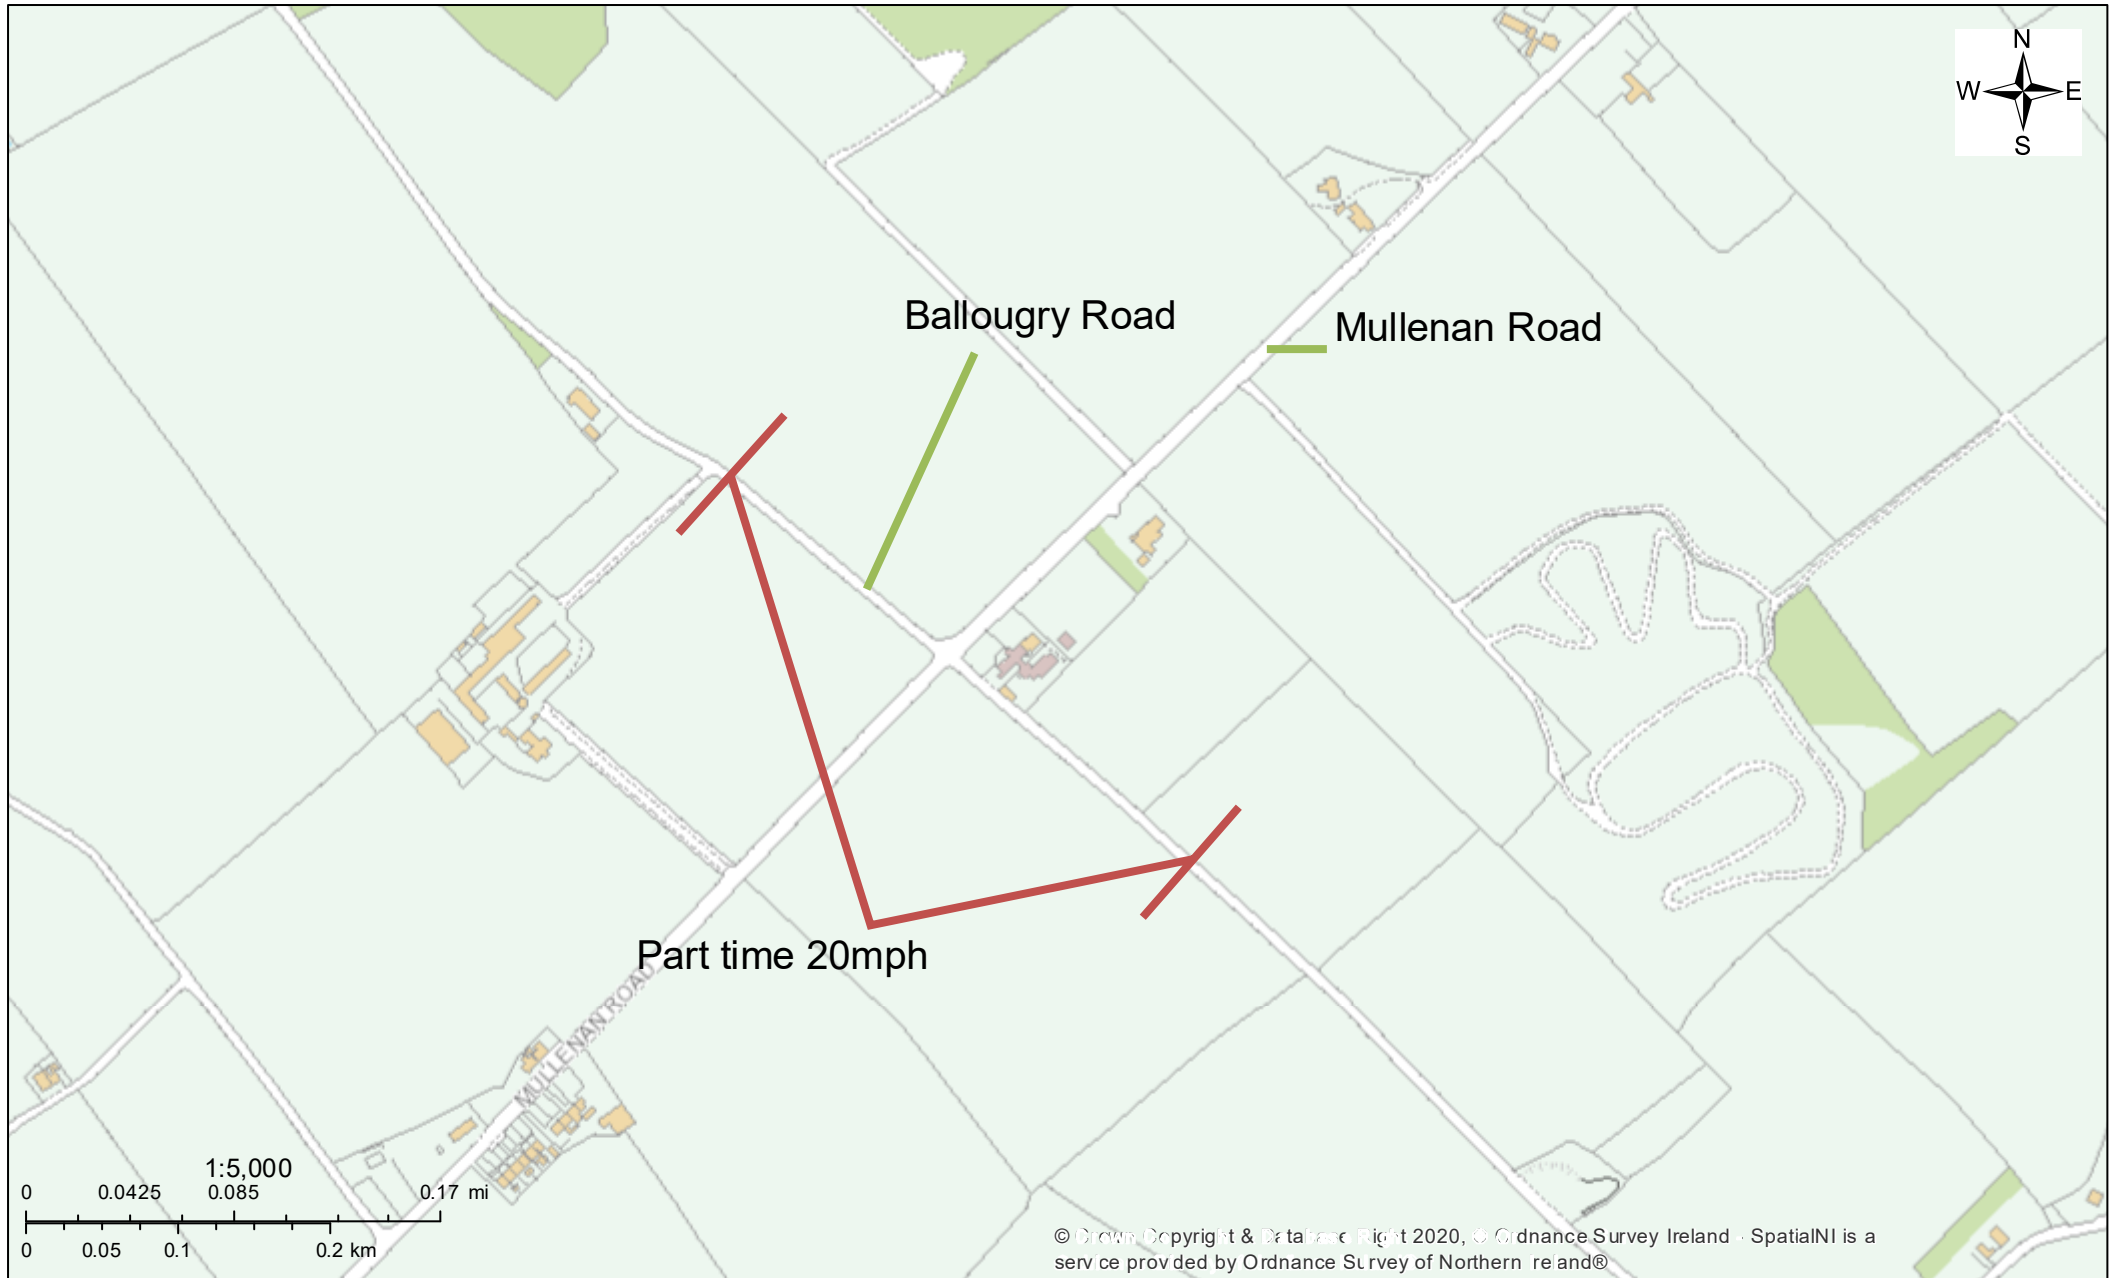 N
W E
S
Ballougry Road
Mullenan Road
Part time 20mph
MULLENAN ROAD
1:5,000
0 0.0425 0.085 0.17 mi
0 0.05 0.1 0.2 km
© Crown Copyright & Database Right 2020, © Ordnance Survey Ireland - SpatialNI is a
service provided by Ordnance Survey of Northern Ireland®